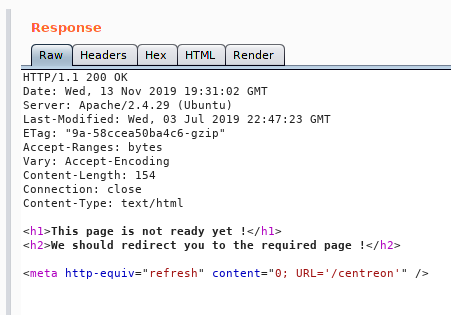 Response
Raw Headers Hex HTML Render
HTTP/1.1 200 OK
Date: Wed, 13 Nov 2019 19:31:02 GMT
Server: Apache/2.4.29 (Ubuntu)
Last-Modified: Wed, 03 Jul 2019 22:47:23 GMT
ETag: "9a-58ccea50ba4c6-gzip"
Accept-Ranges: bytes
Vary: Accept-Encoding
Content-Length: 154
Connection: close
Content-Type: text/html
<h1>This page is not ready yet !</h1>
<h2>We should redirect you to the required page !</h2>
<meta http-equiv="refresh" content="0; URL='/centreon'" />